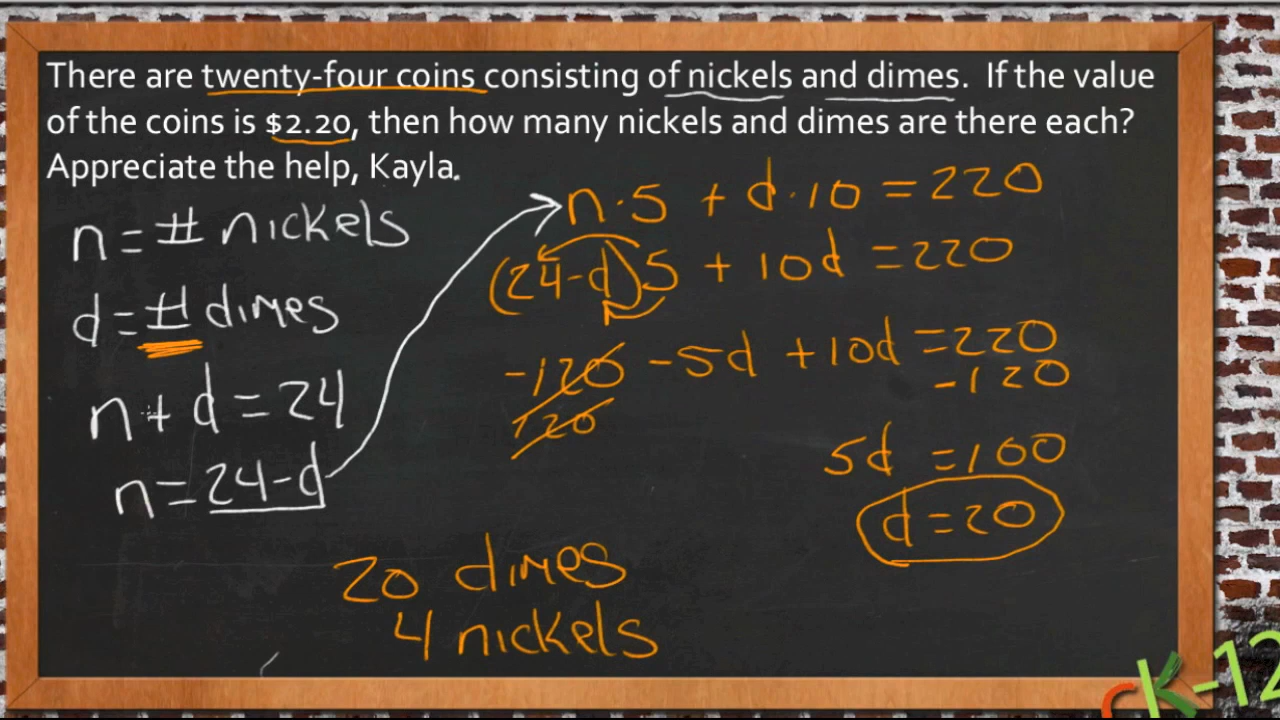 There are twenty-four coins consisting of nickels and dimes. If the value
of the coins is $2.20, then how many nickels and dimes are there each?
Appreciate the help, Kayla.
n = # nickels
d = # dimes
n + d = 24
n = 24 - d
n · 5 + d · 10 = 220
(24 - d) 5 + 10d = 220
-120 - 5d + 10d = 220
120
-120
5d = 100
d = 20
20 dimes
4 nickels
CK-12